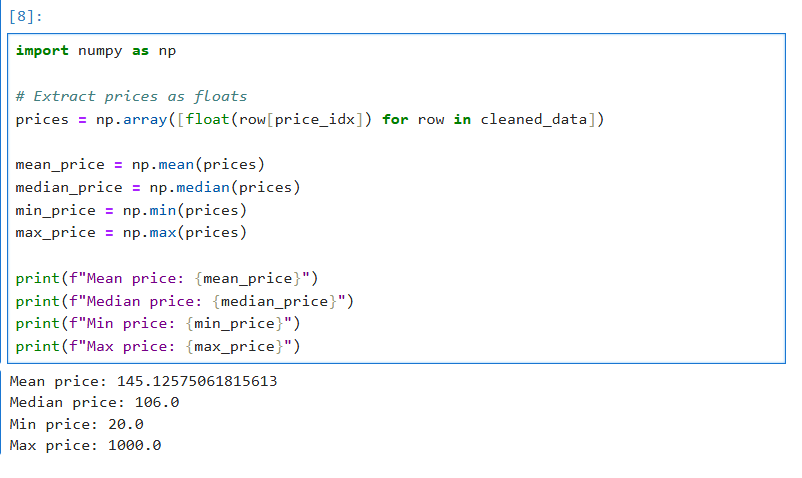 [8]:
import numpy as np
# Extract prices as floats
prices = np.array([float(row[price_idx]) for row in cleaned_data])
mean_price = np.mean(prices)
median_price = np.median(prices)
min_price = np.min(prices)
max_price = np.max(prices)
print(f"Mean price: {mean_price}")
print(f"Median price: {median_price}")
print(f"Min price: {min_price}")
print(f"Max price: {max_price}")
Mean price: 145.12575061815613
Median price: 106.0
Min price: 20.0
Max price: 1000.0